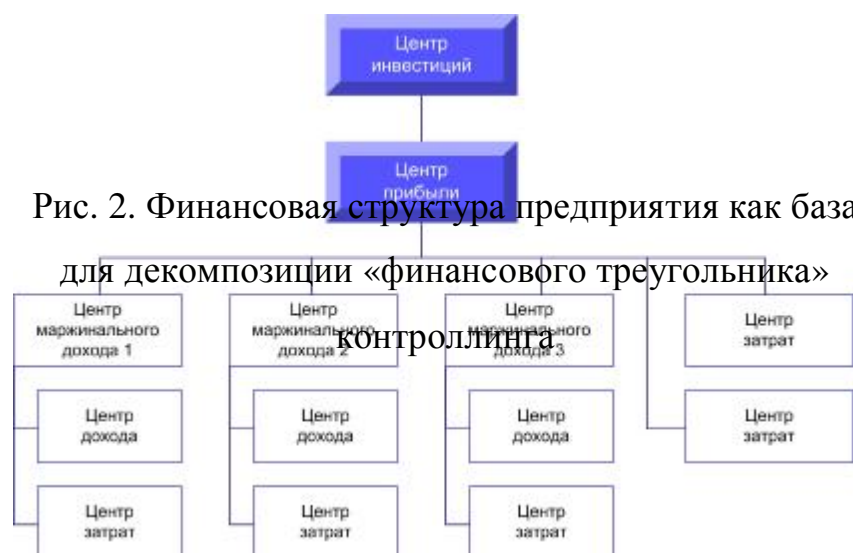 Центр
инвестиций
Центр
прибыли
Рис. 2. Финансовая структура предприятия как база
для декомпозиции «финансового треугольника»
контроллинга
Центр
маржинального
дохода 1
Центр
маржинального
дохода 2
Центр
маржинального
дохода 3
Центр
затрат
Центр
дохода
Центр
дохода
Центр
дохода
Центр
затрат
Центр
затрат
Центр
затрат
Центр
затрат